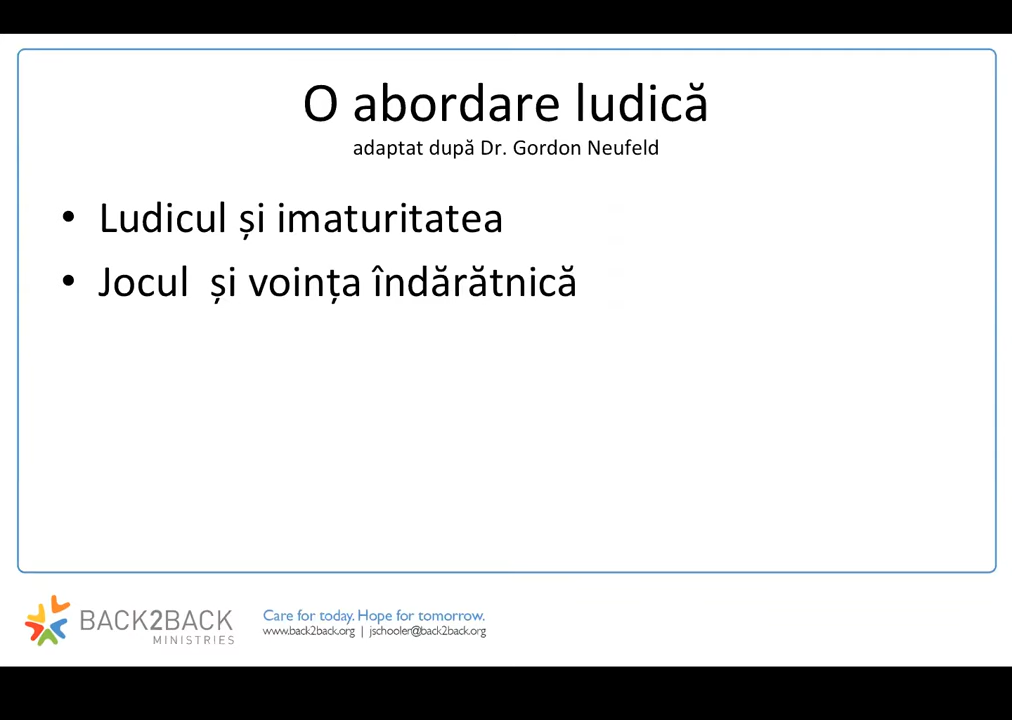 O abordare ludică
adaptat după Dr. Gordon Neufeld
• Ludicul și imaturitatea
• Jocul și voința îndărătnică
BACK2BACK
MINISTRIES
Care for today. Hope for tomorrow.
www.back2back.org | jschooler@back2back.org